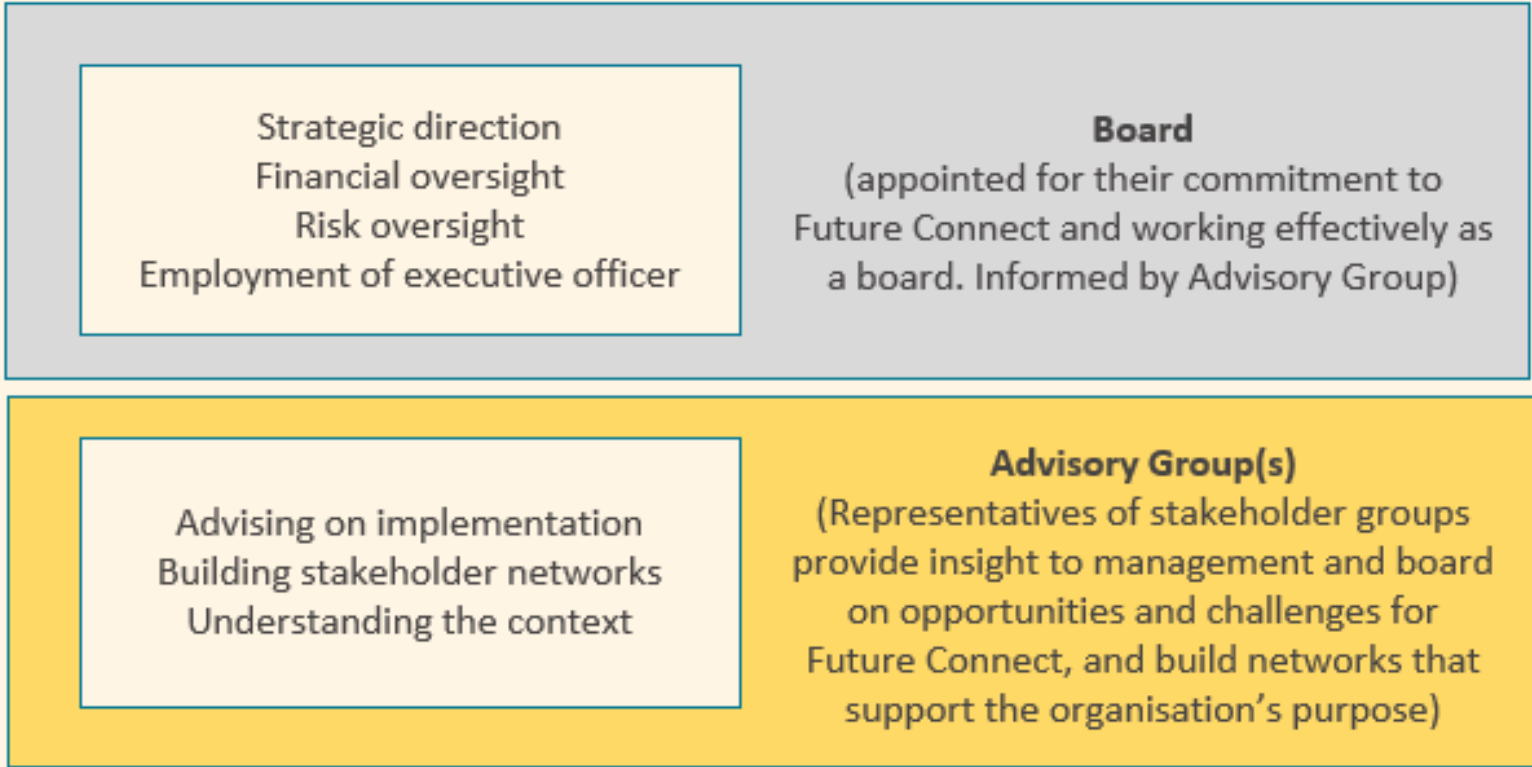 Strategic direction
Financial oversight
Risk oversight
Employment of executive officer
Board
(appointed for their commitment to
Future Connect and working effectively as
a board. Informed by Advisory Group)
Advising on implementation
Building stakeholder networks
Understanding the context
Advisory Group(s)
(Representatives of stakeholder groups
provide insight to management and board
on opportunities and challenges for
Future Connect, and build networks that
support the organisation's purpose)